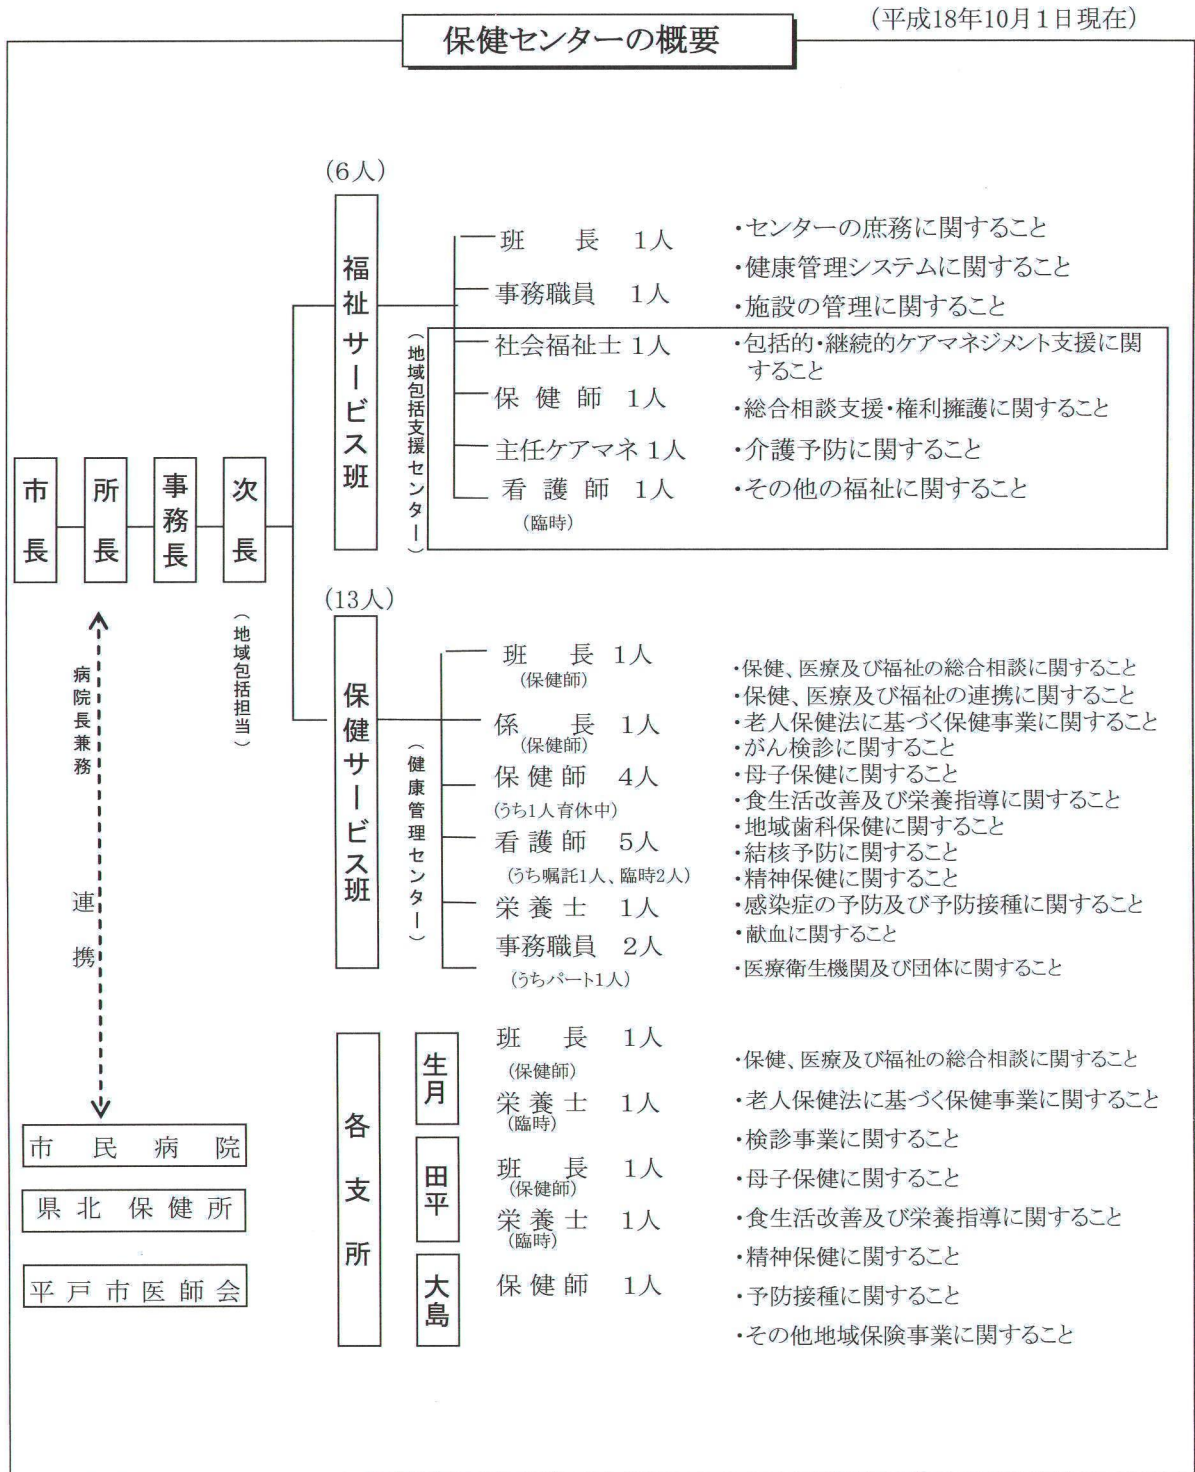 (平成18年10月1日現在)
保健センターの概要
市長
所長
事務長
次長
(地域包括担当)
病院長兼務
連携
市民病院
県北保健所
平戸市医師会
(6人)
福祉サービス班
(地域包括支援センター)
班長 1人
事務職員 1人
社会福祉士 1人
保健師 1人
主任ケアマネ 1人
看護師 1人
(臨時)
・センターの庶務に関すること
・健康管理システムに関すること
・施設の管理に関すること
・包括的・継続的ケアマネジメント支援に関
すること
・総合相談支援・権利擁護に関すること
・介護予防に関すること
・その他の福祉に関すること
(13人)
保健サービス班
(健康管理センター)
班長 1人
(保健師)
係長 1人
(保健師)
保健師 4人
(うち1人育休中)
看護師 5人
(うち嘱託1人、臨時2人)
栄養士 1人
事務職員 2人
(うちパート1人)
・保健、医療及び福祉の総合相談に関すること
・保健、医療及び福祉の連携に関すること
・老人保健法に基づく保健事業に関すること
・がん検診に関すること
・母子保健に関すること
・食生活改善及び栄養指導に関すること
・地域歯科保健に関すること
・結核予防に関すること
・精神保健に関すること
・感染症の予防及び予防接種に関すること
・献血に関すること
・医療衛生機関及び団体に関すること
各支所
生月
班長 1人
(保健師)
栄養士 1人
(臨時)
田平
班長 1人
(保健師)
栄養士 1人
(臨時)
大島
保健師 1人
・保健、医療及び福祉の総合相談に関すること
・老人保健法に基づく保健事業に関すること
・検診事業に関すること
・母子保健に関すること
・食生活改善及び栄養指導に関すること
・精神保健に関すること
・予防接種に関すること
・その他地域保険事業に関すること